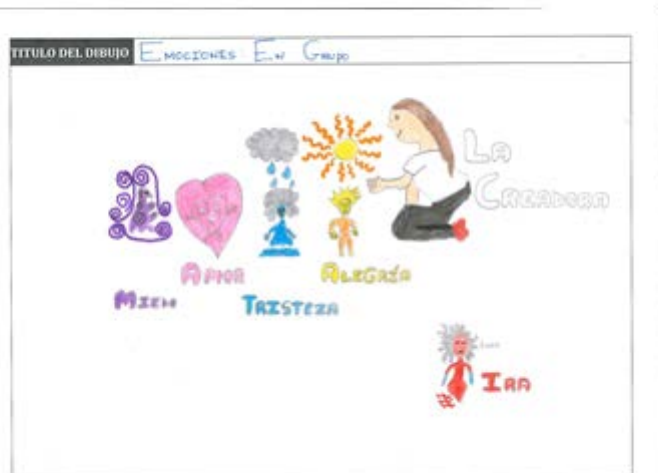 TITULO DEL DIBUJO EMOCIONES EN GRUPO
LA
CREADORA
AMOR
ALEGRÍA
MIEDO
TRISTEZA
IRA